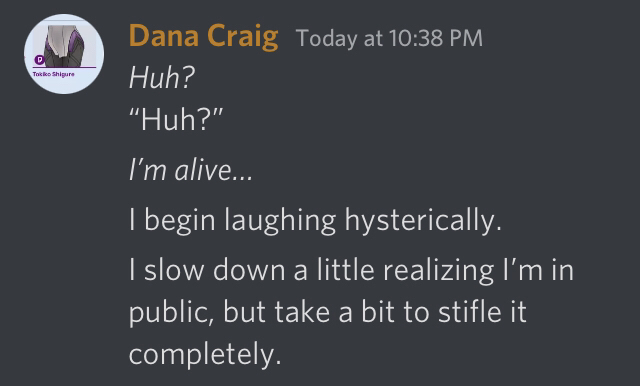 Dana Craig Today at 10:38 PM
Huh?
“Huh?”
I’m alive...
I begin laughing hysterically.
I slow down a little realizing I’m in
public, but take a bit to stifle it
completely.
D
Tokiko Shigure